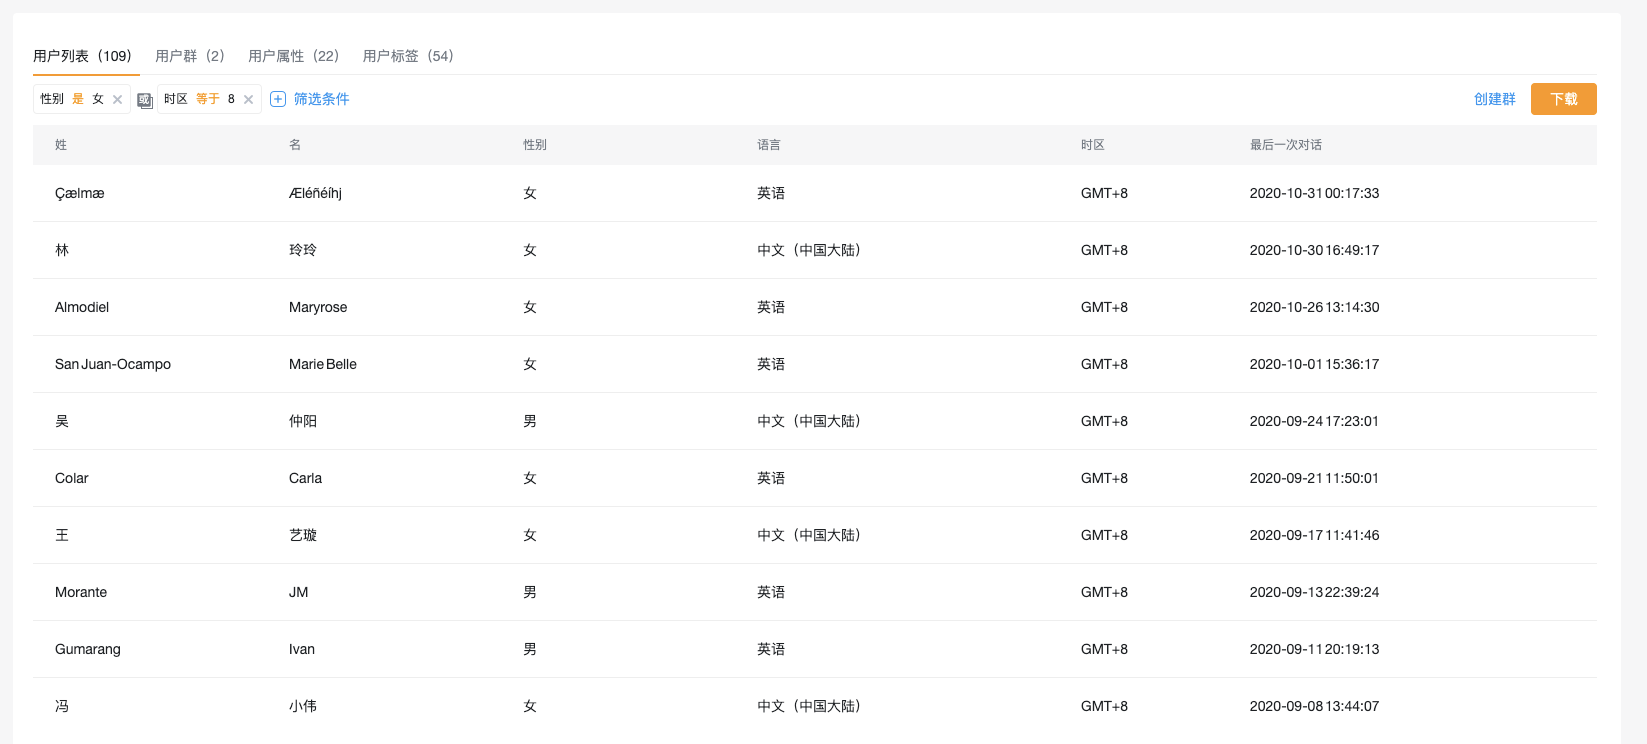 用户列表（109） 用户群（2） 用户属性（22） 用户标签（54）
性别 是 女 × 或 时区 等于 8 × + 筛选条件 创建群 下载
姓 名 性别 语言 时区 最后一次对话
Çælmæ Æléñéíhj 女 英语 GMT+8 2020-10-31 00:17:33
林 玲玲 女 中文（中国大陆） GMT+8 2020-10-30 16:49:17
Almodiel Maryrose 女 英语 GMT+8 2020-10-26 13:14:30
San Juan-Ocampo Marie Belle 女 英语 GMT+8 2020-10-01 15:36:17
吴 仲阳 男 中文（中国大陆） GMT+8 2020-09-24 17:23:01
Colar Carla 女 英语 GMT+8 2020-09-21 11:50:01
王 艺璇 女 中文（中国大陆） GMT+8 2020-09-17 11:41:46
Morante JM 男 英语 GMT+8 2020-09-13 22:39:24
Gumarang Ivan 男 英语 GMT+8 2020-09-11 20:19:13
冯 小伟 女 中文（中国大陆） GMT+8 2020-09-08 13:44:07